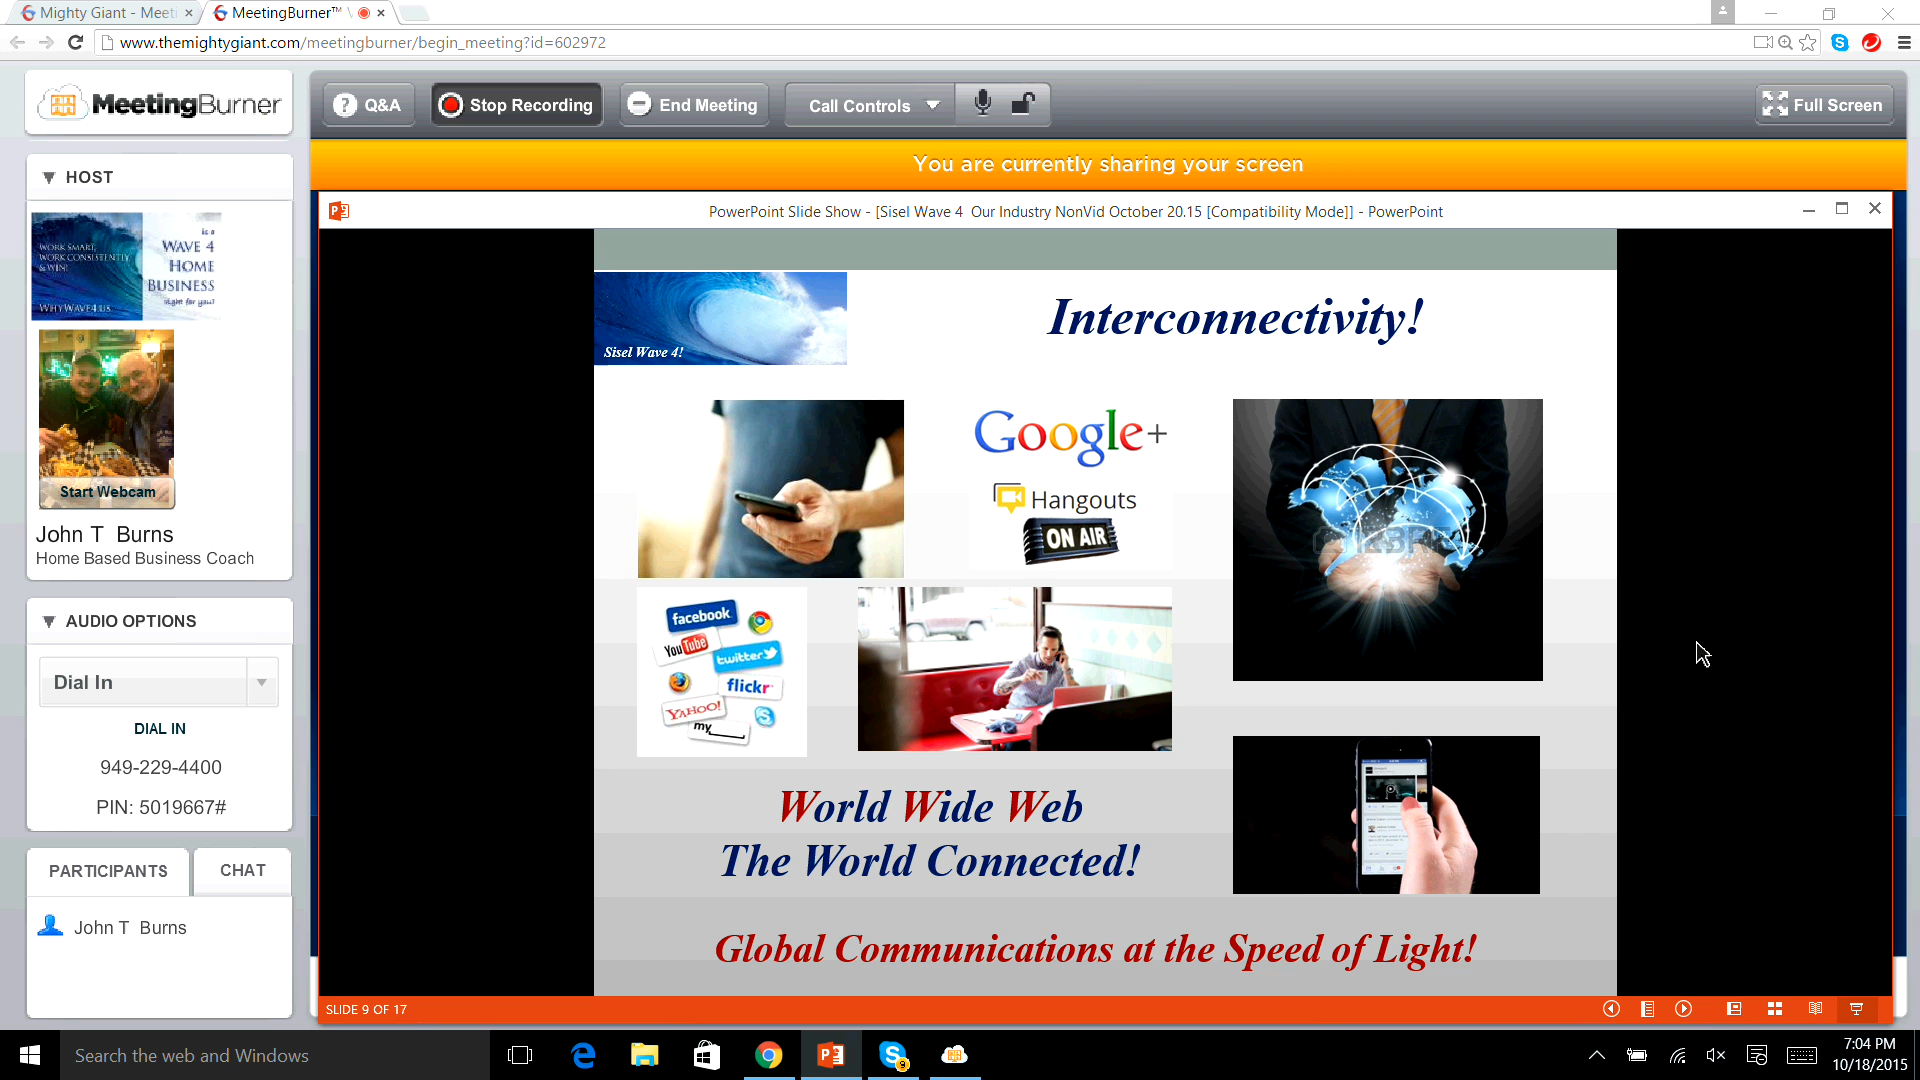 Mighty Giant - Meeti
MeetingBurner™ \
www.themightygiant.com/meetingburner/begin_meeting?id=602972
MeetingBurner
Q&A
Stop Recording
End Meeting
Call Controls
Full Screen
You are currently sharing your screen
HOST
WORK SMART,
WORK CONSISTENTLY
& WIN!
WHYWAVE4.US
is a
WAVE 4
HOME
BUSINESS
right for you?
Start Webcam
John T Burns
Home Based Business Coach
AUDIO OPTIONS
Dial In
DIAL IN
949-229-4400
PIN: 5019667#
PARTICIPANTS
CHAT
John T Burns
PowerPoint Slide Show - [Sisel Wave 4 Our Industry NonVid October 20.15 [Compatibility Mode]] - PowerPoint
Sisel Wave 4!
Interconnectivity!
Google+
Hangouts
ON AIR
facebook
YouTube
twitter
flickr
YAHOO!
my
World Wide Web
The World Connected!
Global Communications at the Speed of Light!
SLIDE 9 OF 17
Search the web and Windows
9
7:04 PM
10/18/2015